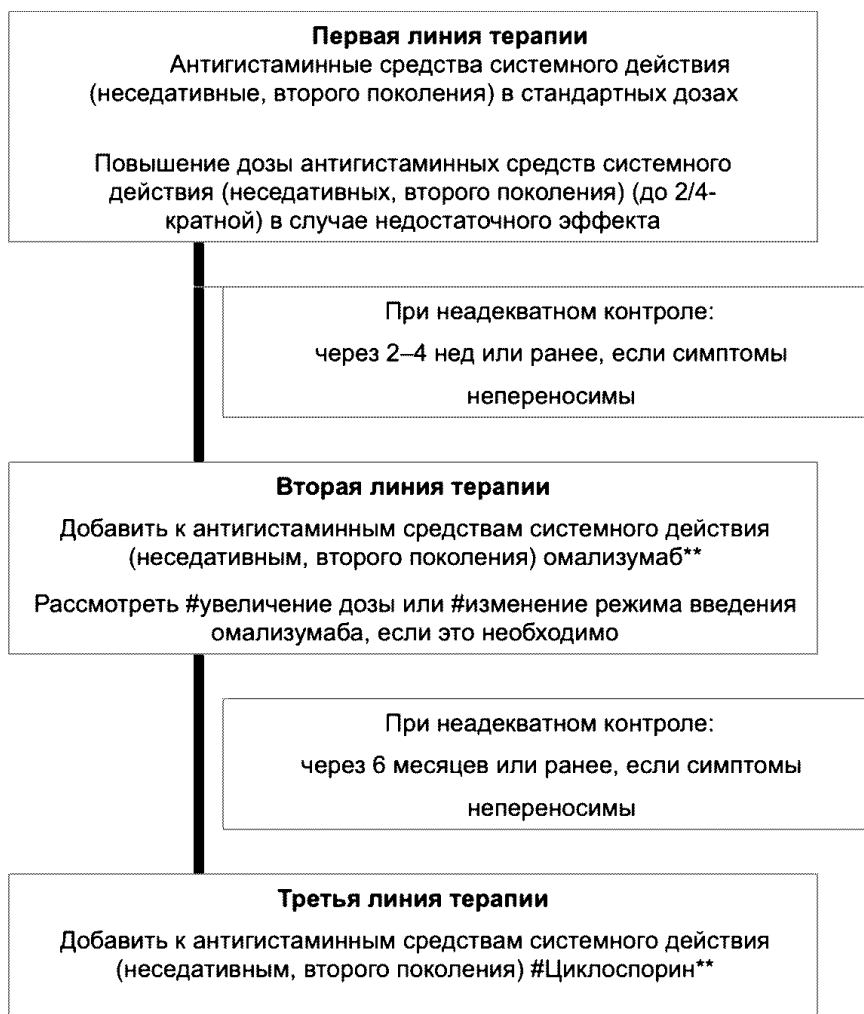 Первая линия терапии
Антигистаминные средства системного действия
(неседативные, второго поколения) в стандартных дозах
Повышение дозы антигистаминных средств системного
действия (неседативных, второго поколения) (до 2/4-
кратной) в случае недостаточного эффекта
При неадекватном контроле:
через 2–4 нед или ранее, если симптомы
непереносимы
Вторая линия терапии
Добавить к антигистаминным средствам системного действия
(неседативным, второго поколения) омализумаб**
Рассмотреть #увеличение дозы или #изменение режима введения
омализумаба, если это необходимо
При неадекватном контроле:
через 6 месяцев или ранее, если симптомы
непереносимы
Третья линия терапии
Добавить к антигистаминным средствам системного действия
(неседативным, второго поколения) #Циклоспорин**